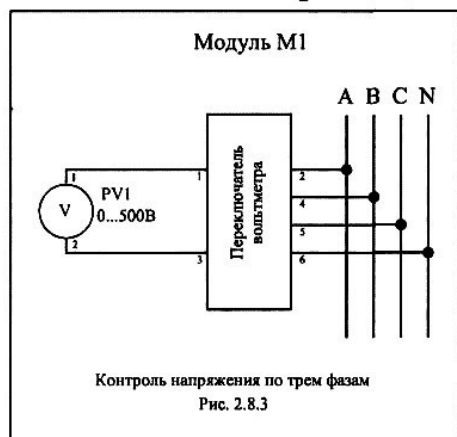 Модуль М1
A B C N
1
PV1
0...500В
V
2
1
3
Переключатель
вольтметра
2
4
5
6
Контроль напряжения по трем фазам
Рис. 2.8.3